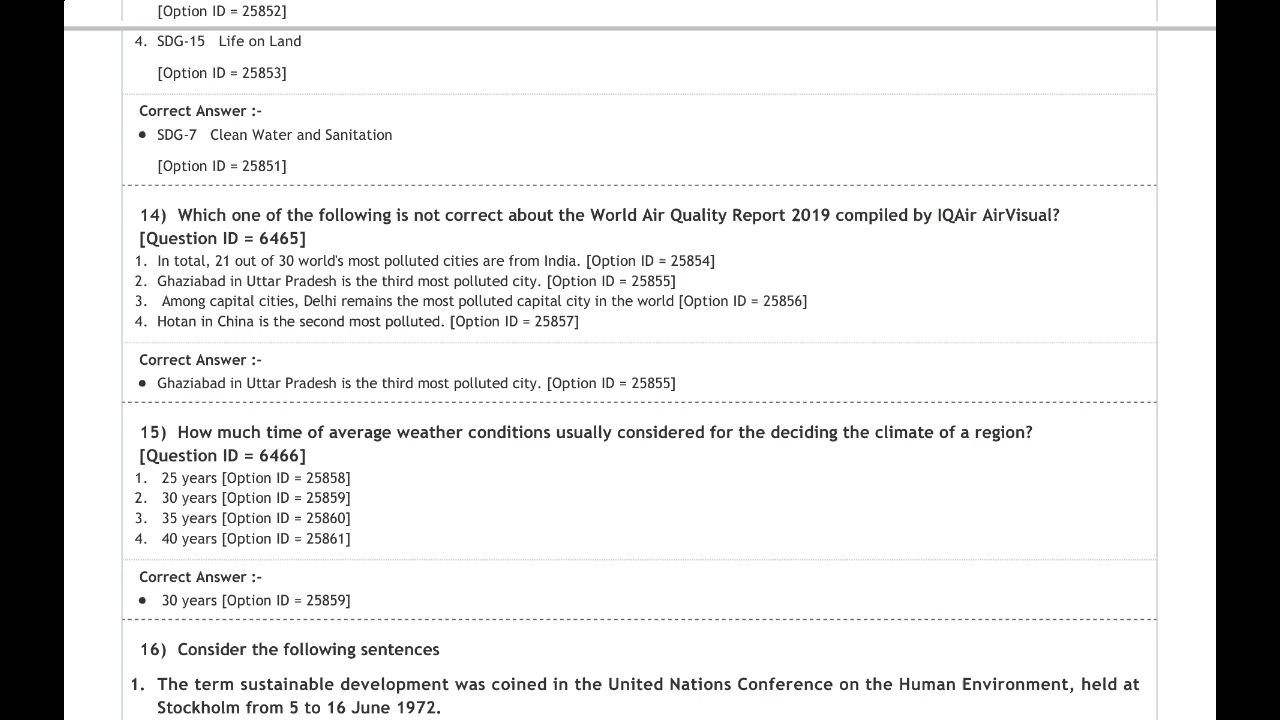 [Option ID = 25852]
4. SDG-15 Life on Land
[Option ID = 25853]
Correct Answer :-
• SDG-7 Clean Water and Sanitation
[Option ID = 25851]
14) Which one of the following is not correct about the World Air Quality Report 2019 compiled by IQAir AirVisual?
[Question ID = 6465]
1. In total, 21 out of 30 world's most polluted cities are from India. [Option ID = 25854]
2. Ghaziabad in Uttar Pradesh is the third most polluted city. [Option ID = 25855]
3. Among capital cities, Delhi remains the most polluted capital city in the world [Option ID = 25856]
4. Hotan in China is the second most polluted. [Option ID = 25857]
Correct Answer :-
• Ghaziabad in Uttar Pradesh is the third most polluted city. [Option ID = 25855]
15) How much time of average weather conditions usually considered for the deciding the climate of a region?
[Question ID = 6466]
1. 25 years [Option ID = 25858]
2. 30 years [Option ID = 25859]
3. 35 years [Option ID = 25860]
4. 40 years [Option ID = 25861]
Correct Answer :-
• 30 years [Option ID = 25859]
16) Consider the following sentences
1. The term sustainable development was coined in the United Nations Conference on the Human Environment, held at
Stockholm from 5 to 16 June 1972.